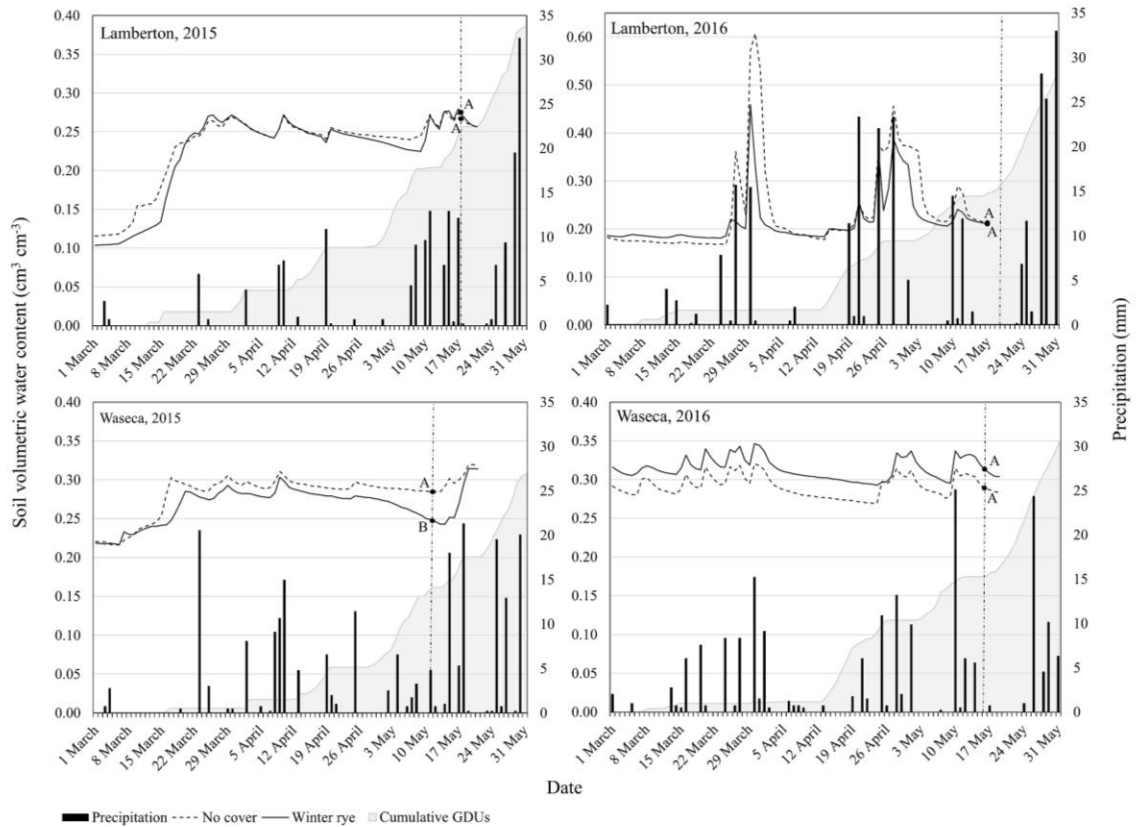 Soil volumetric water content (cm³ cm⁻³)
Precipitation (mm)
Lamberton, 2015
0.40
0.35
0.30
0.25
0.20
0.15
0.10
0.05
0.00
35
30
25
20
15
10
5
0
A
A
1 March
8 March
15 March
22 March
29 March
5 April
12 April
19 April
26 April
3 May
10 May
17 May
24 May
31 May
Lamberton, 2016
0.60
0.50
0.40
0.30
0.20
0.10
0.00
35
30
25
20
15
10
5
0
A
A
1 March
8 March
15 March
22 March
29 March
5 April
12 April
19 April
26 April
3 May
10 May
17 May
24 May
31 May
Waseca, 2015
0.40
0.35
0.30
0.25
0.20
0.15
0.10
0.05
0.00
35
30
25
20
15
10
5
0
A
B
1 March
8 March
15 March
22 March
29 March
5 April
12 April
19 April
26 April
3 May
10 May
17 May
24 May
31 May
Waseca, 2016
0.40
0.35
0.30
0.25
0.20
0.15
0.10
0.05
0.00
35
30
25
20
15
10
5
0
A
A
1 March
8 March
15 March
22 March
29 March
5 April
12 April
19 April
26 April
3 May
10 May
17 May
24 May
31 May
Date
Precipitation No cover Winter rye Cumulative GDUs